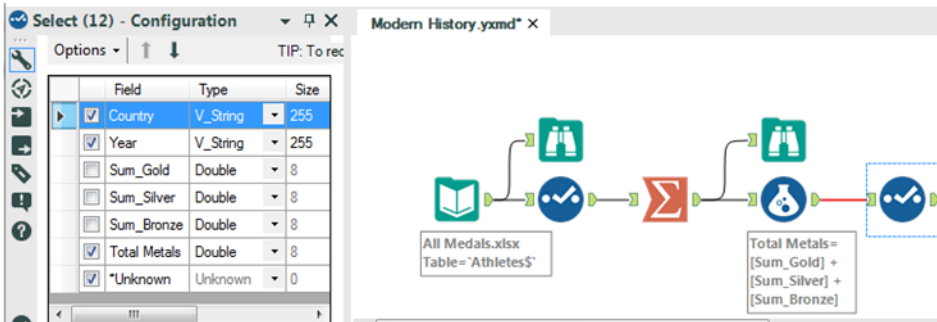 Select (12) - Configuration
Modern History.yxmd* ×
Options
TIP: To rec
Field Type Size
Country V_String 255
Year V_String 255
Sum_Gold Double 8
Sum_Silver Double 8
Sum_Bronze Double 8
Total Metals Double 8
*Unknown Unknown 0
All Medals.xlsx
Table=`Athletes$`
Total Metals=
[Sum_Gold] +
[Sum_Silver] +
[Sum_Bronze]